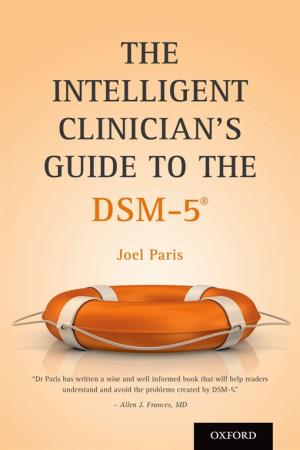 THE
INTELLIGENT
CLINICIAN'S
GUIDE TO THE
DSM-5®
Joel Paris
"Dr Paris has written a wise and well informed book that will help readers
understand and avoid the problems created by DSM-5."
– Allen J. Frances, MD
OXFORD